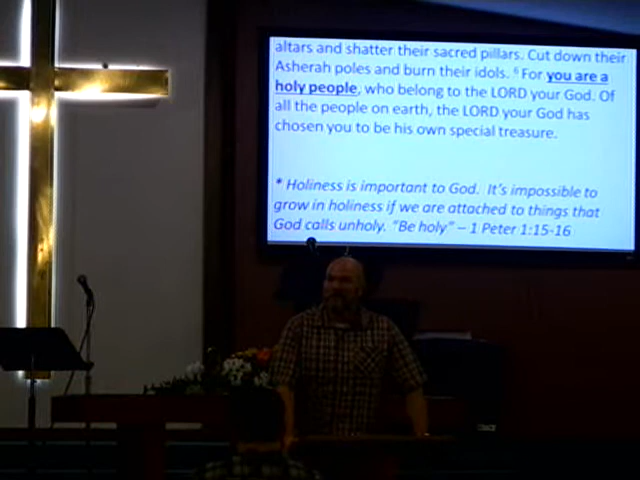 altars and shatter their sacred pillars. Cut down their
Asherah poles and burn their idols. ⁶ For you are a
holy people, who belong to the LORD your God. Of
all the people on earth, the LORD your God has
chosen you to be his own special treasure.
* Holiness is important to God. It's impossible to
grow in holiness if we are attached to things that
God calls unholy. "Be holy" – 1 Peter 1:15-16